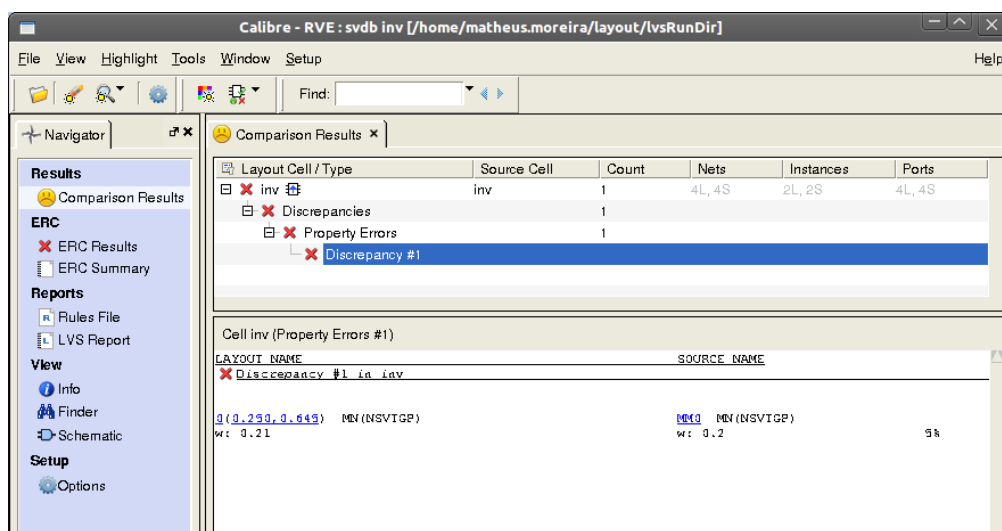 Calibre - RVE : svdb inv [/home/matheus.moreira/layout/lvsRunDir]
File View Highlight Tools Window Setup Help
Find:
Navigator
Comparison Results
Results
Comparison Results
ERC
ERC Results
ERC Summary
Reports
Rules File
LVS Report
View
Info
Finder
Schematic
Setup
Options
Layout Cell / Type Source Cell Count Nets Instances Ports
inv inv 1 4L, 4S 2L, 2S 4L, 4S
Discrepancies 1
Property Errors 1
Discrepancy #1
Cell inv (Property Errors #1)
LAYOUT NAME SOURCE NAME
Discrepancy #1 in inv
0(0.290,0.645) MN(NSVTGP) MM0 MN(NSVTGP)
w: 0.21 w: 0.2 5%